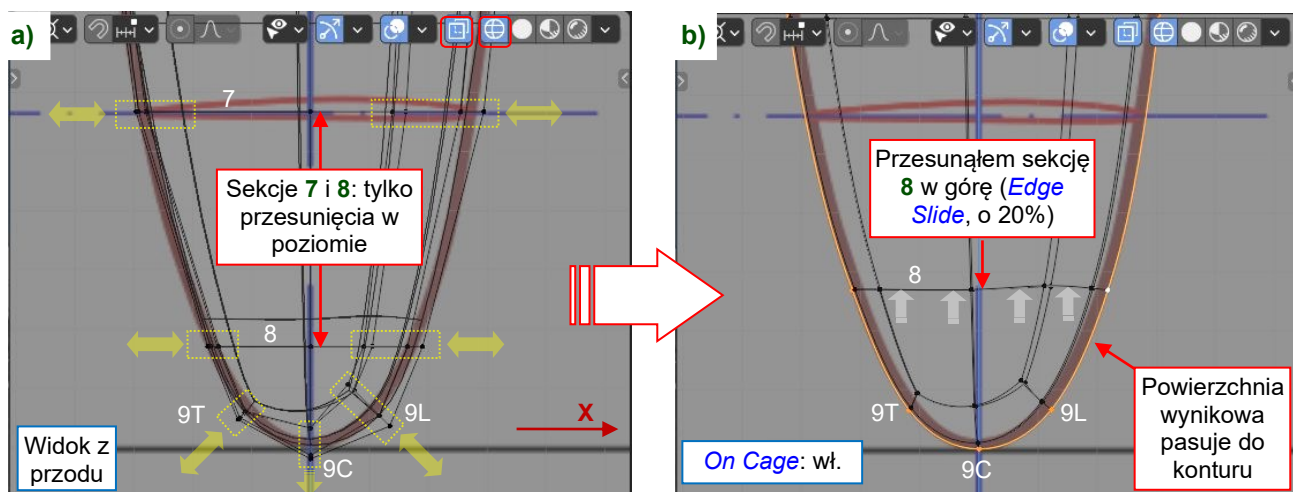 a)
7
Sekcje 7 i 8: tylko
przesunięcia w
poziomie
8
9T
9L
9C
X
Widok z
przodu
b)
Przesunąłem sekcję
8 w górę (Edge
Slide, o 20%)
8
9T
9L
9C
On Cage: wł.
Powierzchnia
wynikowa
pasuje do
konturu